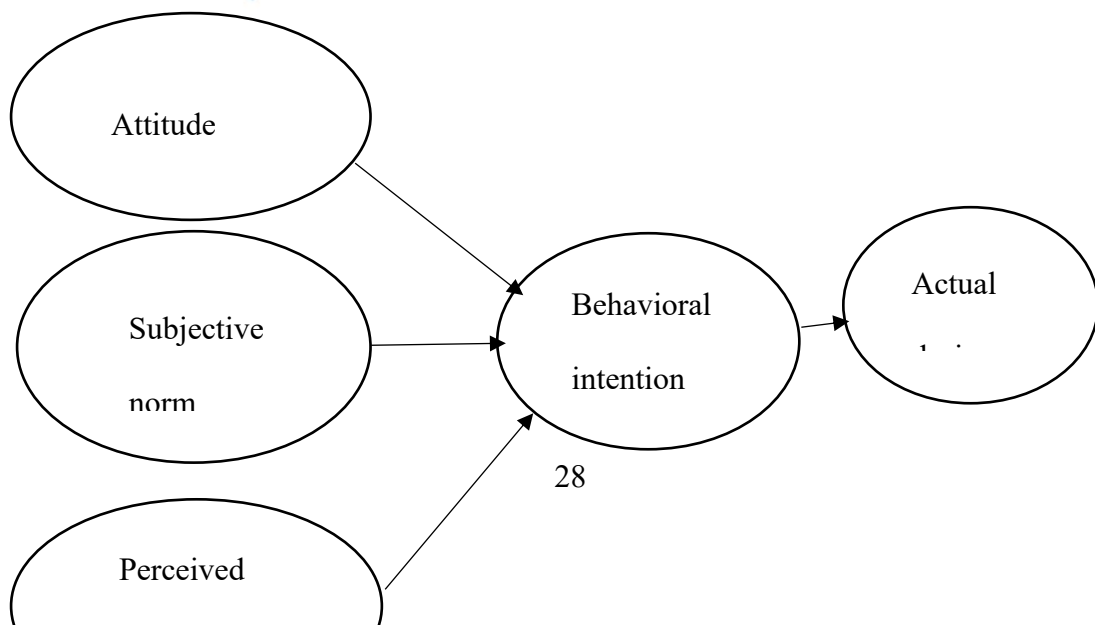 Attitude
Subjective
norm
Behavioral
intention
Actual
28
Perceived